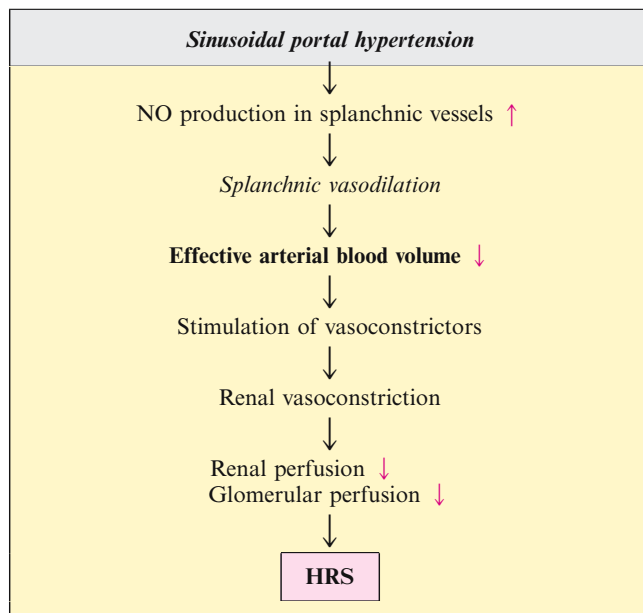 Sinusoidal portal hypertension
NO production in splanchnic vessels ↑
Splanchnic vasodilation
Effective arterial blood volume ↓
Stimulation of vasoconstrictors
Renal vasoconstriction
Renal perfusion ↓
Glomerular perfusion ↓
HRS